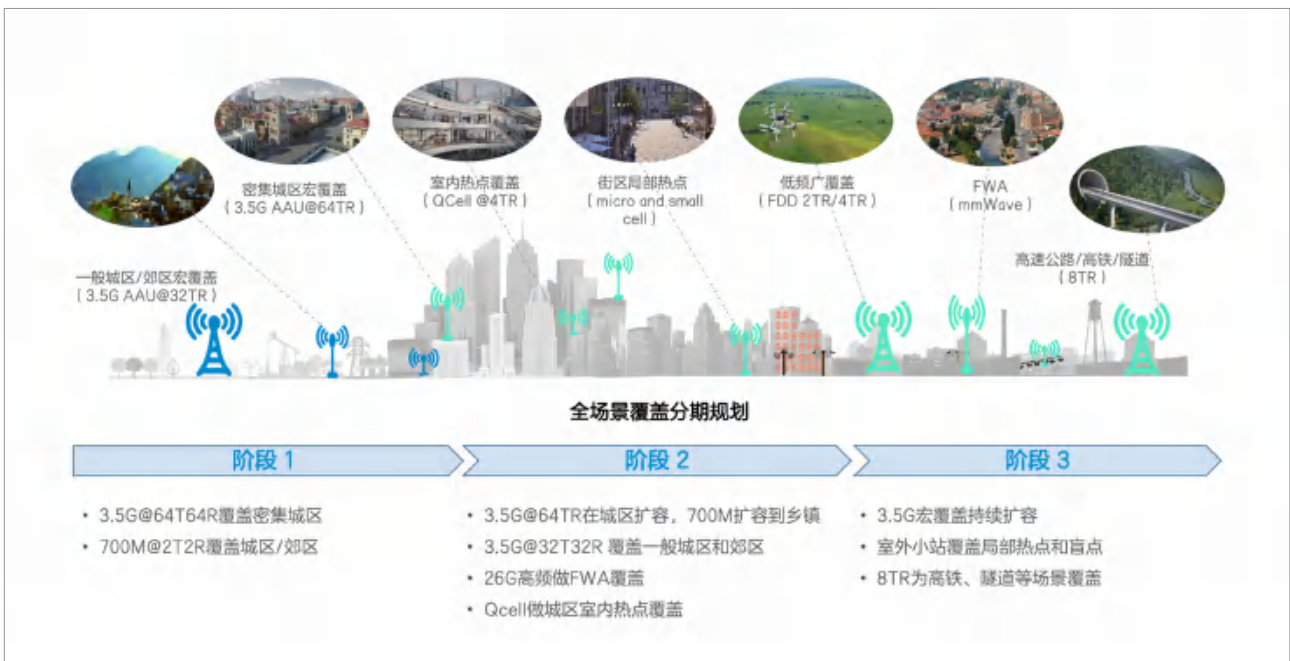 密集城区宏覆盖
(3.5G AAU@64TR)
室内热点覆盖
(QCell @4TR)
街区局部热点
(micro and small
cell)
低频广覆盖
(FDD 2TR/4TR)
FWA
(mmWave)
一般城区/郊区宏覆盖
(3.5G AAU@32TR)
高速公路/高铁/隧道
(8TR)
全场景覆盖分期规划
阶段 1
• 3.5G@64T64R覆盖密集城区
• 700M@2T2R覆盖城区/郊区
阶段 2
• 3.5G@64TR在城区扩容，700M扩容到乡镇
• 3.5G@32T32R 覆盖一般城区和郊区
• 26G高频做FWA覆盖
• Qcell做城区室内热点覆盖
阶段 3
• 3.5G宏覆盖持续扩容
• 室外小站覆盖局部热点和盲点
• 8TR为高铁、隧道等场景覆盖